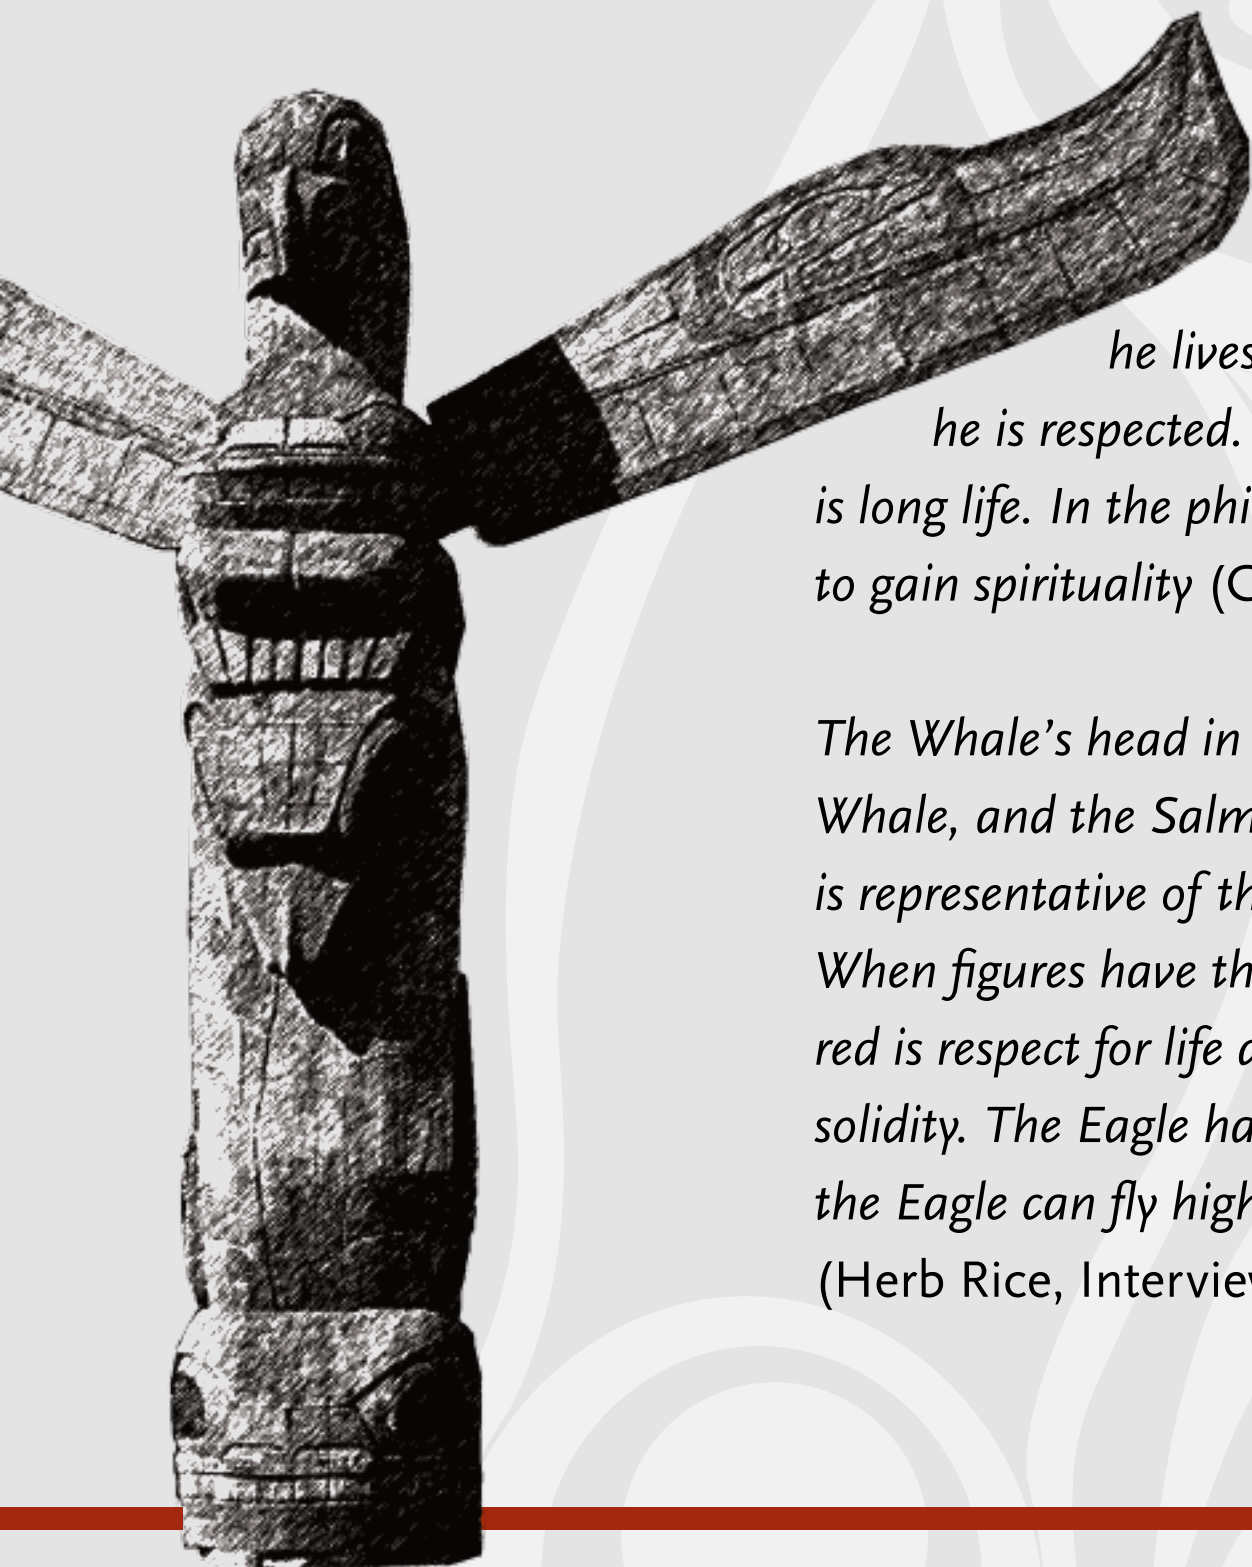 he lives
he is respected.
is long life. In the phi
to gain spirituality (
The Whale’s head in
Whale, and the Salm
is representative of th
When figures have th
red is respect for life
solidity. The Eagle ha
the Eagle can fly high
(Herb Rice, Interview